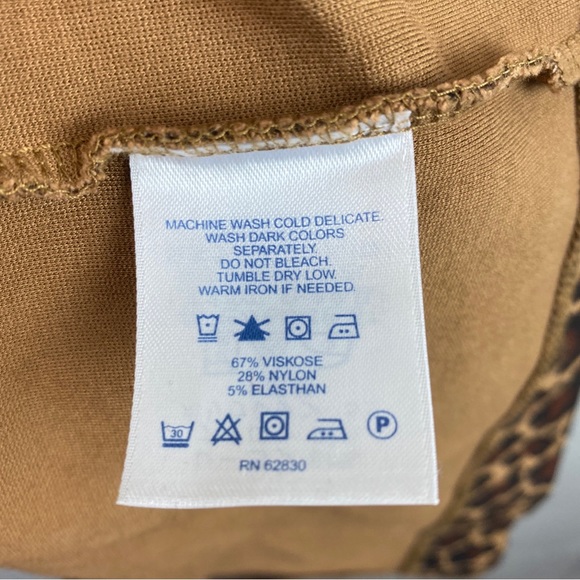 MACHINE WASH COLD DELICATE.
WASH DARK COLORS
SEPARATELY.
DO NOT BLEACH.
TUMBLE DRY LOW.
WARM IRON IF NEEDED.
67% VISKOSE
28% NYLON
5% ELASTHAN
30 P
RN 62830